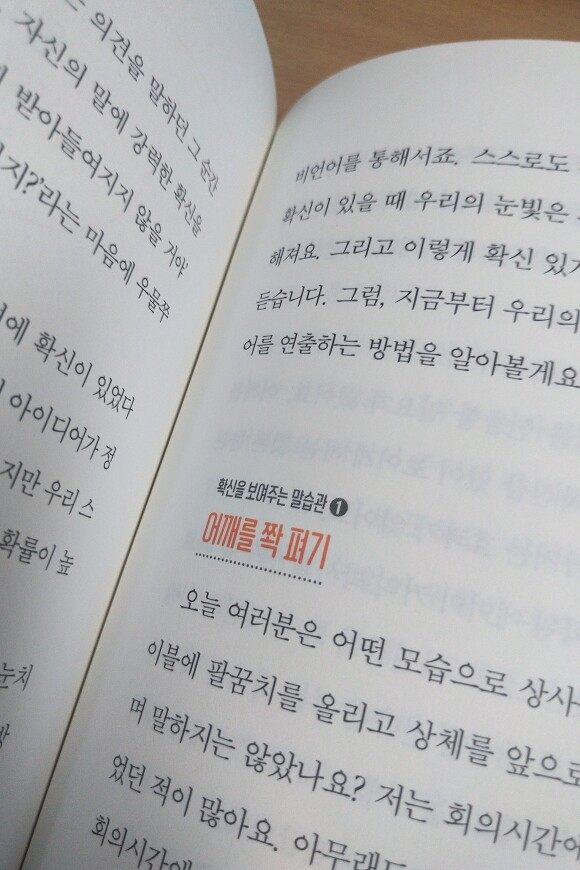 의견을 말하던 그 순간
자신의 말에 강력한 확신을
받아들여지지 않을 거야
지?'라는 마음에 우물쭈
에 확신이 있었다
아이디어가 정
지만 우리 스
확률이 높
눈치
비언어를 통해서죠. 스스로도
확신이 있을 때 우리의 눈빛은
해져요. 그리고 이렇게 확신 있
듣습니다. 그럼, 지금부터 우리의
어를 연출하는 방법을 알아볼게요
확신을 보여주는 말습관 1
어깨를 쫙 펴기
오늘 여러분은 어떤 모습으로 상사
이블에 팔꿈치를 올리고 상체를 앞으로
며 말하지는 않았나요? 저는 회의시간에
었던 적이 많아요. 아무래도
회의시간에